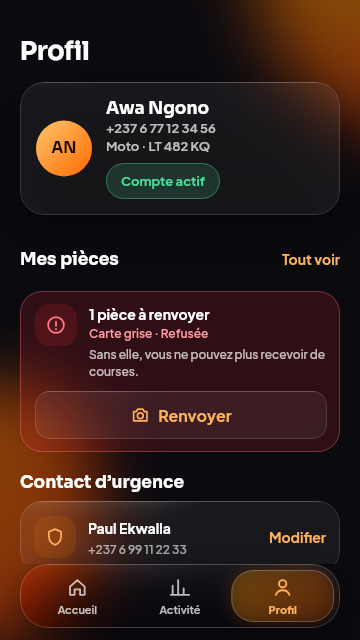 Profil
AN
Awa Ngono
+237 6 77 12 34 56
Moto · LT 482 KQ
Compte actif
Mes pièces
Tout voir
1 pièce à renvoyer
Carte grise · Refusée
Sans elle, vous ne pouvez plus recevoir de
courses.
Renvoyer
Contact d’urgence
Paul Ekwalla
+237 6 99 11 22 33
Modifier
Accueil
Activité
Profil